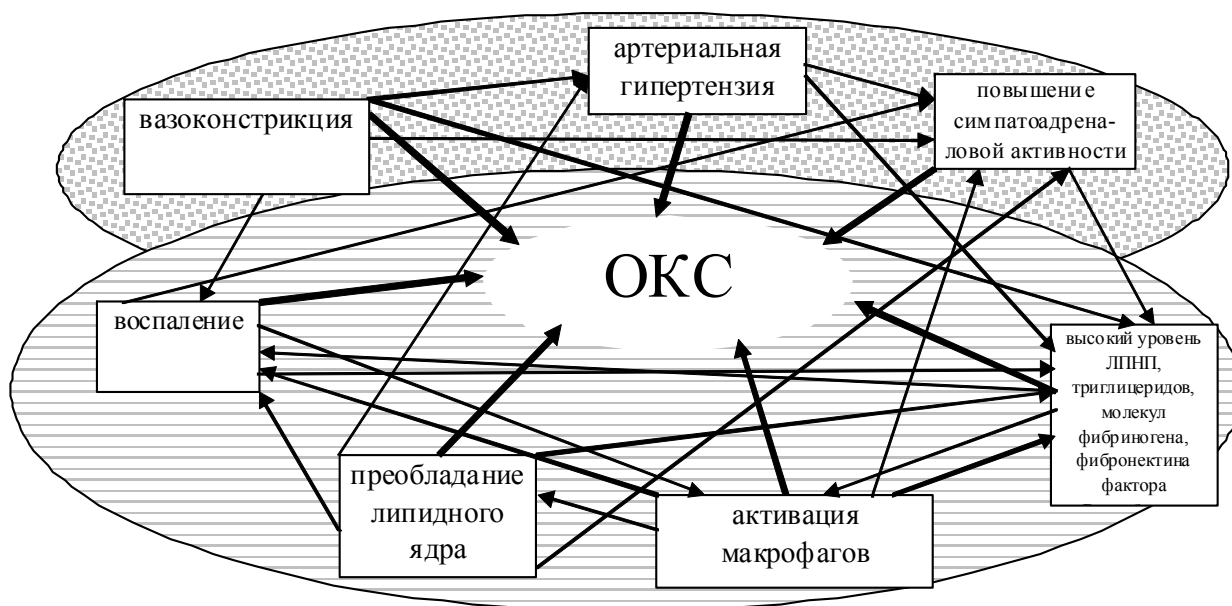 артериальная
гипертензия
вазоконстрикция
повышение
симпатоадрена-
ловой активности
ОКС
воспаление
высокий уровень
ЛПНП,
триглицеридов,
молекул
фибриногена,
фибронектина
фактора
преобладание
липидного
ядра
активация
макрофагов